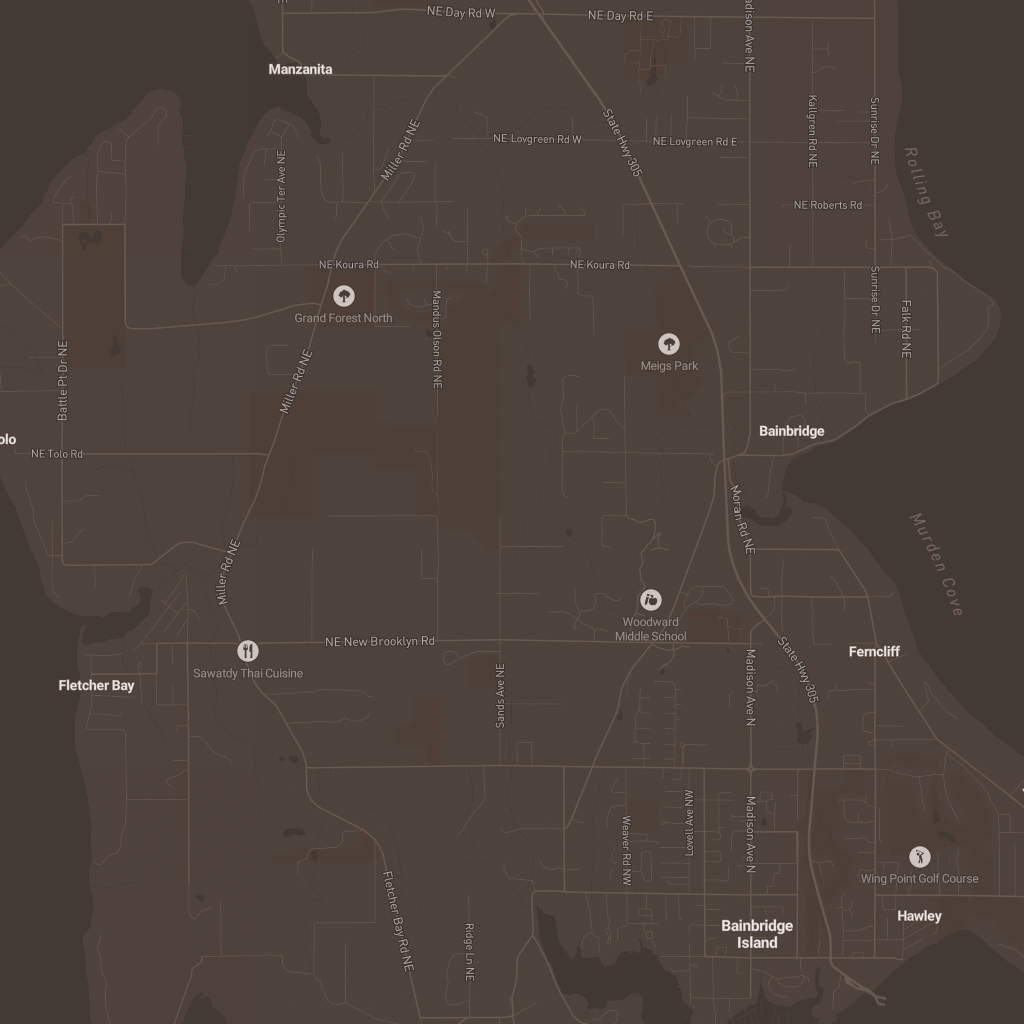 NE Day Rd W
NE Day Rd E
Madison Ave NE
Manzanita
Miller Rd NE
State Hwy 305
Kallgren Rd NE
Sunrise Dr NE
NE Lovgreen Rd W
NE Lovgreen Rd E
Olympic Ter Ave NE
Rolling Bay
NE Roberts Rd
NE Koura Rd
NE Koura Rd
Grand Forest North
Mandus Olson Rd NE
Sunrise Dr NE
Falk Rd NE
Battle Pt Dr NE
Miller Rd NE
Meigs Park
Bainbridge
olo
NE Tolo Rd
Moran Rd NE
Murden Cove
Miller Rd NE
Woodward
Middle School
NE New Brooklyn Rd
Sawatdy Thai Cuisine
Fletcher Bay
Sands Ave NE
Madison Ave N
State Hwy 305
Ferncliff
Weaver Rd NW
Lovell Ave NW
Madison Ave N
Wing Point Golf Course
Fletcher Bay Rd NE
Ridge Ln NE
Hawley
Bainbridge
Island